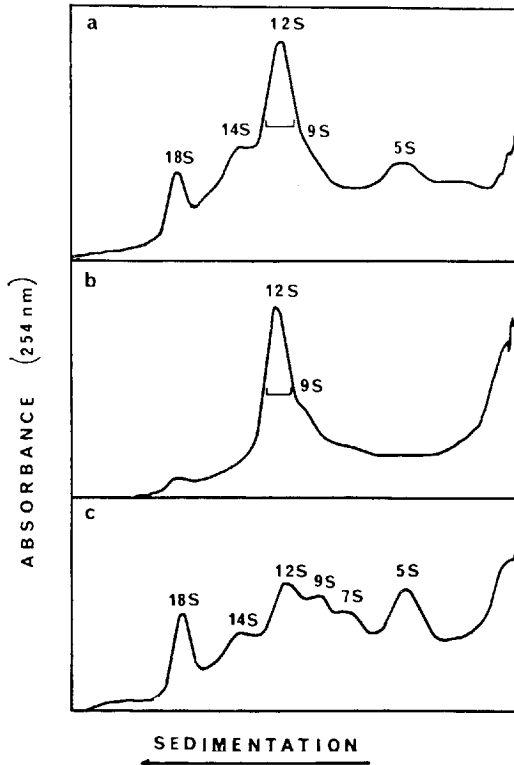 a
12S
14S
9S
18S
5S
b
12S
9S
c
12S
9S
7S
5S
18S
14S
ABSORBANCE (254 nm)
SEDIMENTATION